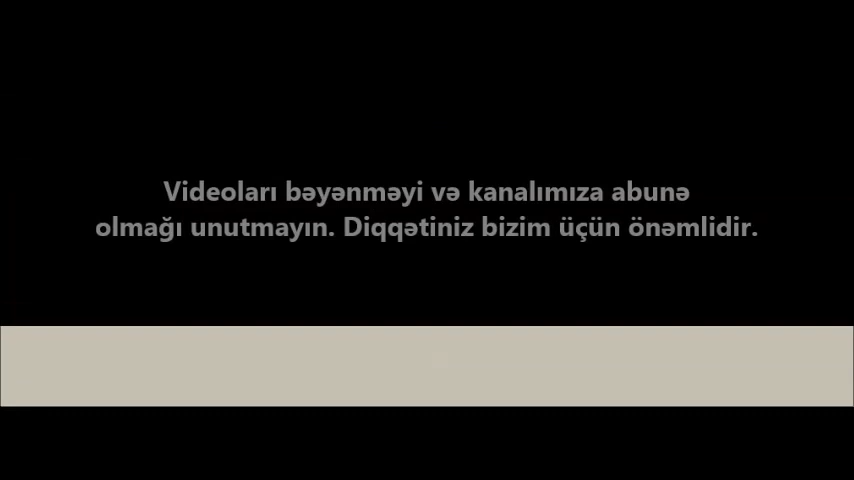 Videoları bəyənməyi və kanalımıza abunə
olmağı unutmayın. Diqqətiniz bizim üçün önəmlidir.